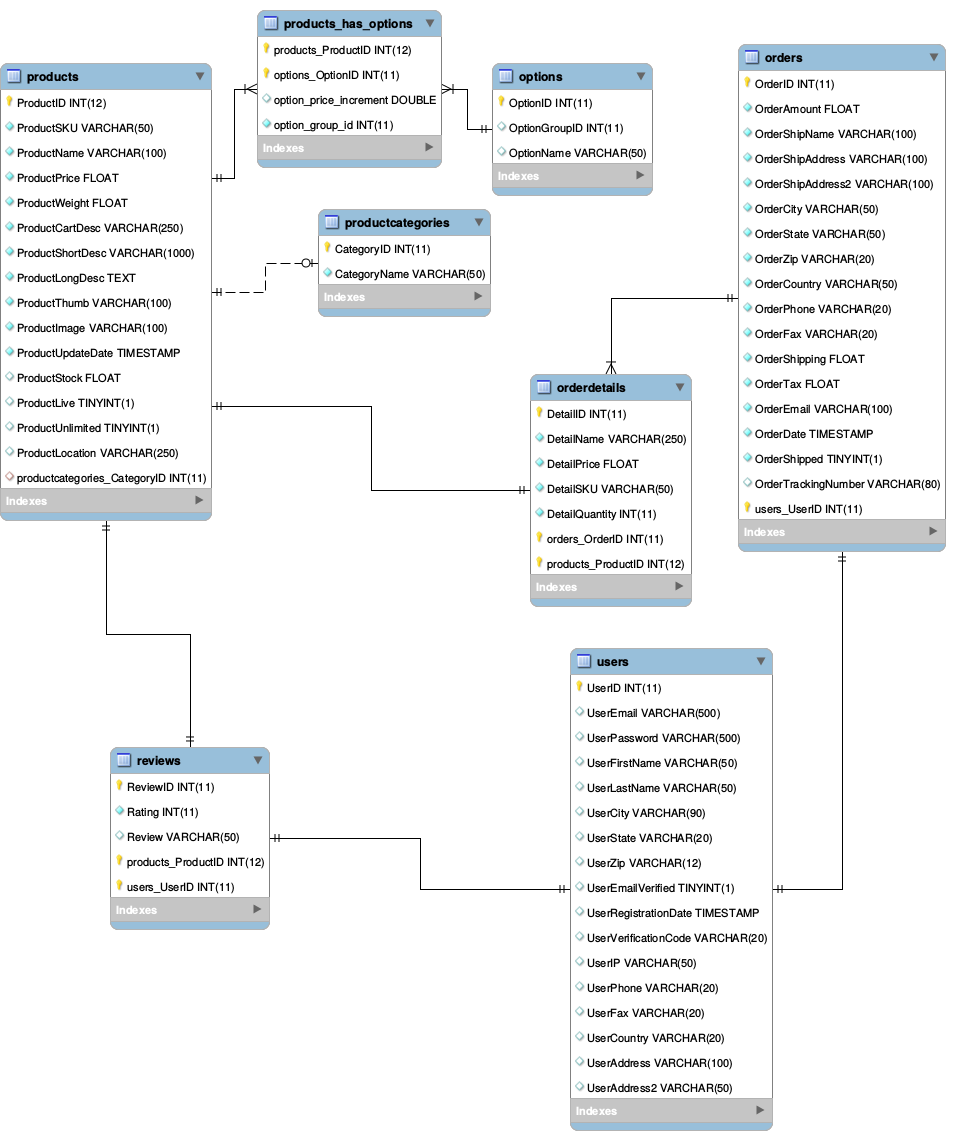 products_has_options
products_ProductID INT(12)
options_OptionID INT(11)
option_price_increment DOUBLE
option_group_id INT(11)
Indexes
products
ProductID INT(12)
ProductSKU VARCHAR(50)
ProductName VARCHAR(100)
ProductPrice FLOAT
ProductWeight FLOAT
ProductCartDesc VARCHAR(250)
ProductShortDesc VARCHAR(1000)
ProductLongDesc TEXT
ProductThumb VARCHAR(100)
ProductImage VARCHAR(100)
ProductUpdateDate TIMESTAMP
ProductStock FLOAT
ProductLive TINYINT(1)
ProductUnlimited TINYINT(1)
ProductLocation VARCHAR(250)
productcategories_CategoryID INT(11)
Indexes
options
OptionID INT(11)
OptionGroupID INT(11)
OptionName VARCHAR(50)
Indexes
productcategories
CategoryID INT(11)
CategoryName VARCHAR(50)
Indexes
orders
OrderID INT(11)
OrderAmount FLOAT
OrderShipName VARCHAR(100)
OrderShipAddress VARCHAR(100)
OrderShipAddress2 VARCHAR(100)
OrderCity VARCHAR(50)
OrderState VARCHAR(50)
OrderZip VARCHAR(20)
OrderCountry VARCHAR(50)
OrderPhone VARCHAR(20)
OrderFax VARCHAR(20)
OrderShipping FLOAT
OrderTax FLOAT
OrderEmail VARCHAR(100)
OrderDate TIMESTAMP
OrderShipped TINYINT(1)
OrderTrackingNumber VARCHAR(80)
users_UserID INT(11)
Indexes
orderdetails
DetailID INT(11)
DetailName VARCHAR(250)
DetailPrice FLOAT
DetailSKU VARCHAR(50)
DetailQuantity INT(11)
orders_OrderID INT(11)
products_ProductID INT(12)
Indexes
users
UserID INT(11)
UserEmail VARCHAR(500)
UserPassword VARCHAR(500)
UserFirstName VARCHAR(50)
UserLastName VARCHAR(50)
UserCity VARCHAR(90)
UserState VARCHAR(20)
UserZip VARCHAR(12)
UserEmailVerified TINYINT(1)
UserRegistrationDate TIMESTAMP
UserVerificationCode VARCHAR(20)
UserIP VARCHAR(50)
UserPhone VARCHAR(20)
UserFax VARCHAR(20)
UserCountry VARCHAR(20)
UserAddress VARCHAR(100)
UserAddress2 VARCHAR(50)
Indexes
reviews
ReviewID INT(11)
Rating INT(11)
Review VARCHAR(50)
products_ProductID INT(12)
users_UserID INT(11)
Indexes